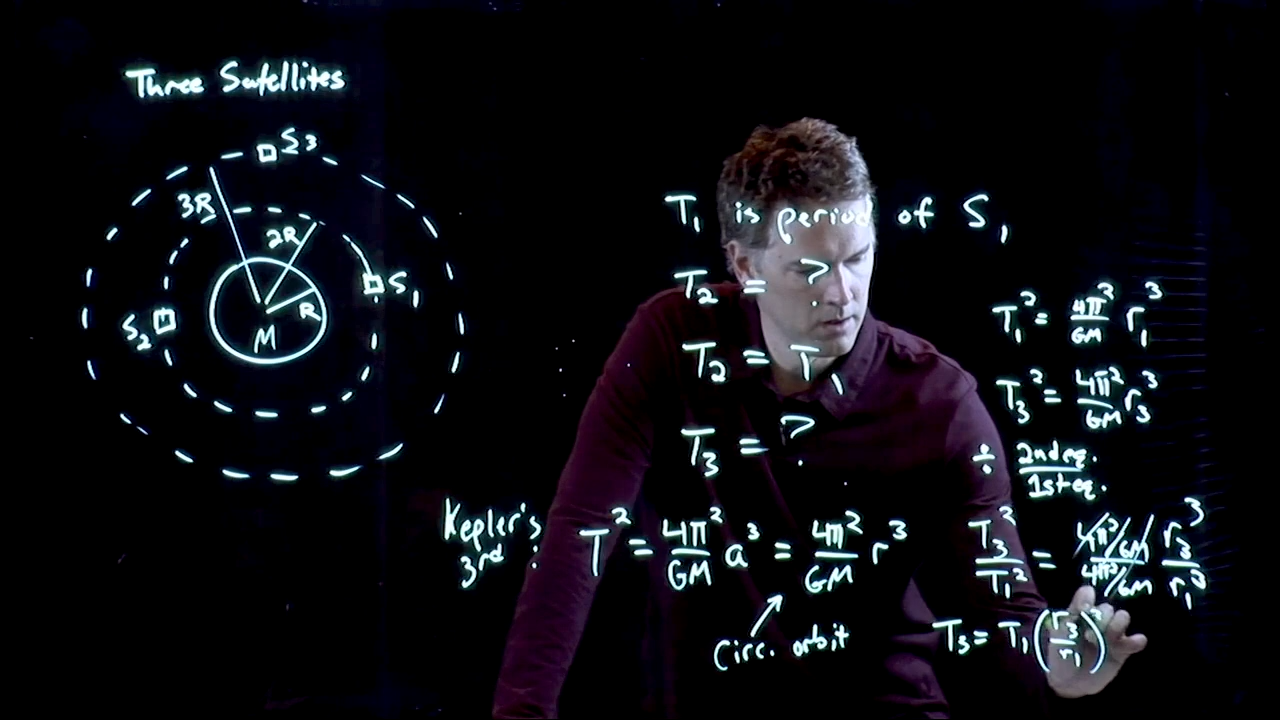 Three Satellites
S₃
3R
2R
S₁
R
S₂
M
T₁ is period of S₁
T₂ = ?
T₂ = T₁
T₃ = ?
Kepler's 3rd : T² = 4π²/GM a³ = 4π²/GM r³
Circ. orbit
T₁² = 4π²/GM r₁³
T₃² = 4π²/GM r₃³
÷ 2nd eq. / 1st eq.
T₃²/T₁² = (4π²/GM)/(4π²/GM) r₃³/r₁³
T₃ = T₁ (r₃/r₁)